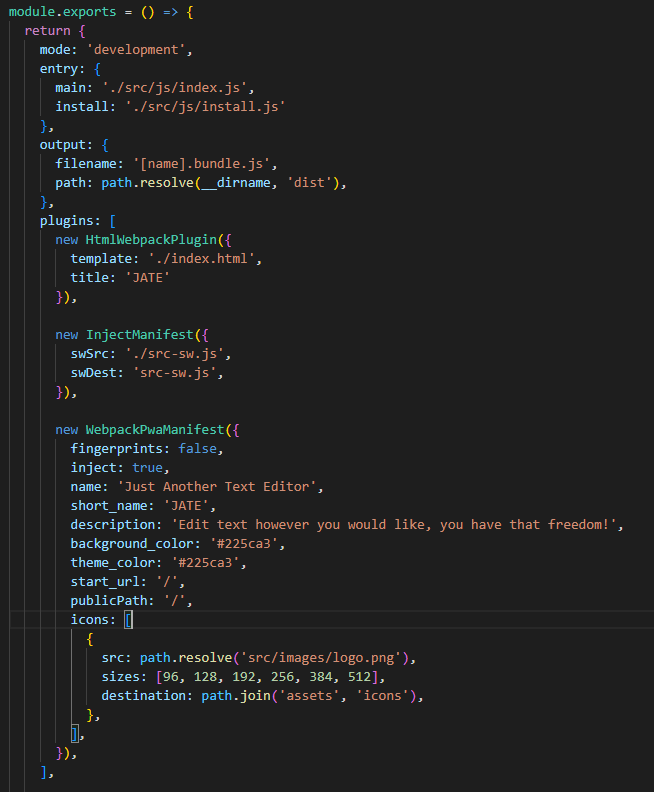 module.exports = () => {
return {
mode: 'development',
entry: {
main: './src/js/index.js',
install: './src/js/install.js'
},
output: {
filename: '[name].bundle.js',
path: path.resolve(__dirname, 'dist'),
},
plugins: [
new HtmlWebpackPlugin({
template: './index.html',
title: 'JATE'
}),
new InjectManifest({
swSrc: './src-sw.js',
swDest: 'src-sw.js',
}),
new WebpackPwaManifest({
fingerprints: false,
inject: true,
name: 'Just Another Text Editor',
short_name: 'JATE',
description: 'Edit text however you would like, you have that freedom!',
background_color: '#225ca3',
theme_color: '#225ca3',
start_url: '/',
publicPath: '/',
icons: [
{
src: path.resolve('src/images/logo.png'),
sizes: [96, 128, 192, 256, 384, 512],
destination: path.join('assets', 'icons'),
},
],
}),
],